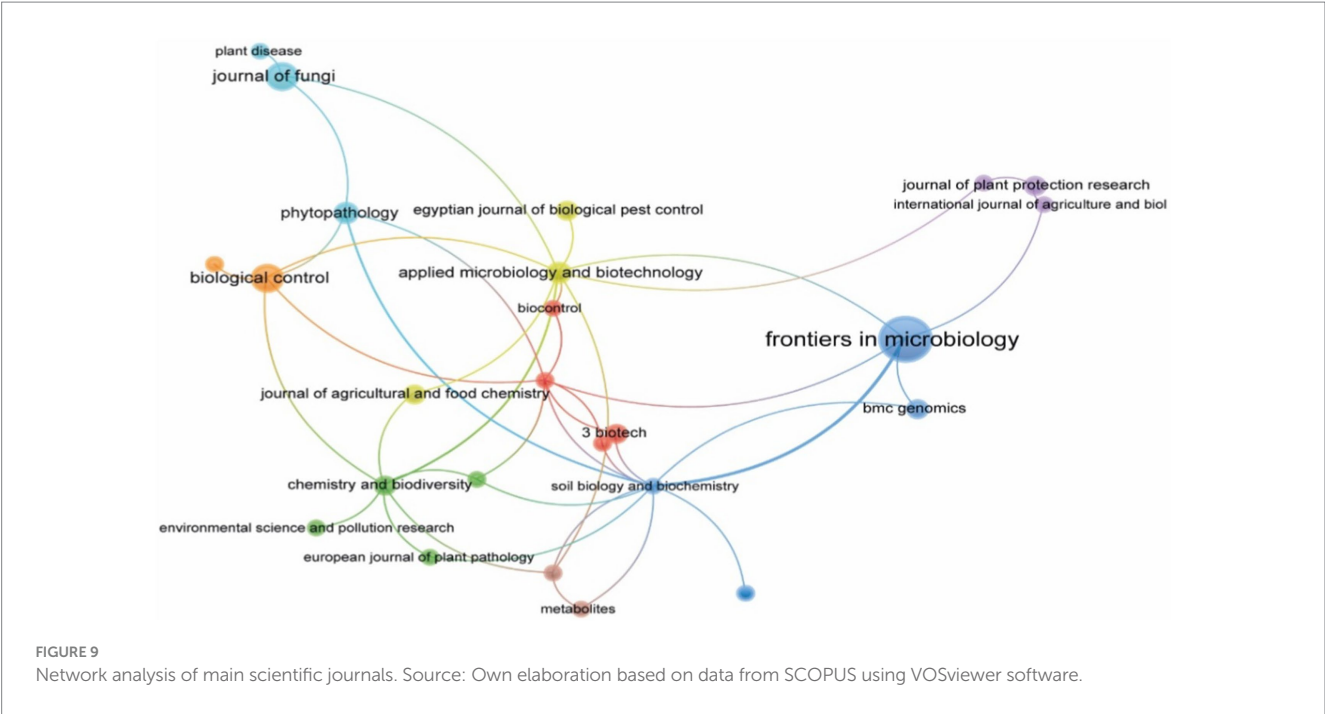 plant disease
journal of fungi
journal of plant protection research
international journal of agriculture and biol
phytopathology
egyptian journal of biological pest control
biological control
applied microbiology and biotechnology
biocontrol
frontiers in microbiology
journal of agricultural and food chemistry
bmc genomics
3 biotech
chemistry and biodiversity
soil biology and biochemistry
environmental science and pollution research
european journal of plant pathology
metabolites
FIGURE 9
Network analysis of main scientific journals. Source: Own elaboration based on data from SCOPUS using VOSviewer software.